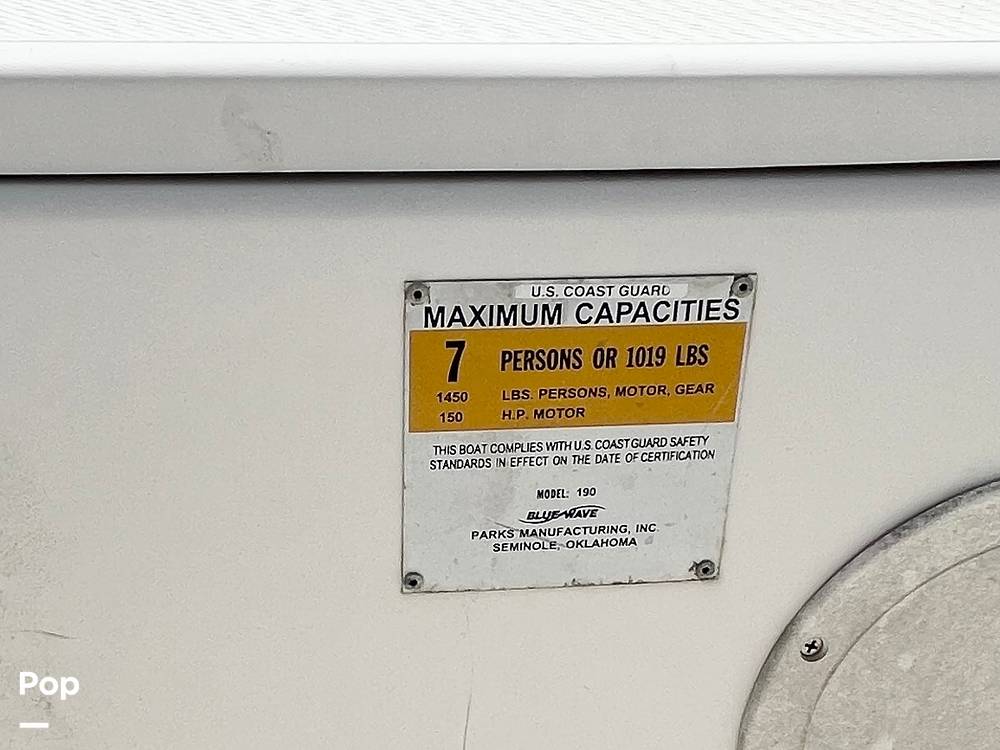 U.S. COAST GUARD
MAXIMUM CAPACITIES
7 PERSONS OR 1019 LBS
1450 LBS. PERSONS, MOTOR, GEAR
150 H.P. MOTOR
THIS BOAT COMPLIES WITH U.S. COAST GUARD SAFETY
STANDARDS IN EFFECT ON THE DATE OF CERTIFICATION
MODEL: 190
BLUE WAVE
PARKS MANUFACTURING, INC.
SEMINOLE, OKLAHOMA
Pop